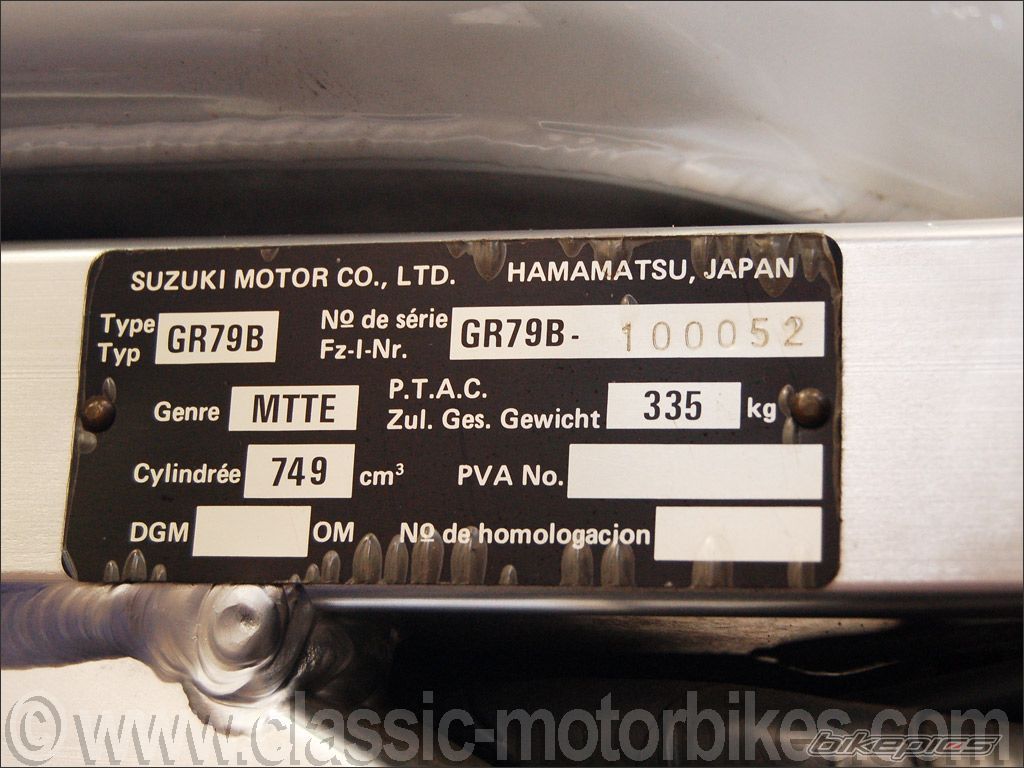 SUZUKI MOTOR CO., LTD. HAMAMATSU, JAPAN
Type
Typ
GR79B
Nº de série
Fz-I-Nr.
GR79B- 100052
Genre MTTE
P.T.A.C.
Zul. Ges. Gewicht
335 kg
Cylindrée 749 cm³ PVA No.
DGM OM Nº de homologacion
©www.classic-motorbikes.com
bikepics